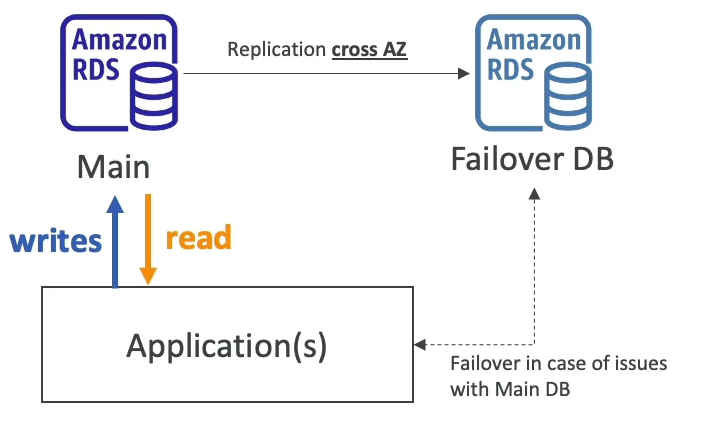 Amazon
RDS
Replication cross AZ
Amazon
RDS
Main
Failover DB
writes
read
Application(s)
Failover in case of issues
with Main DB